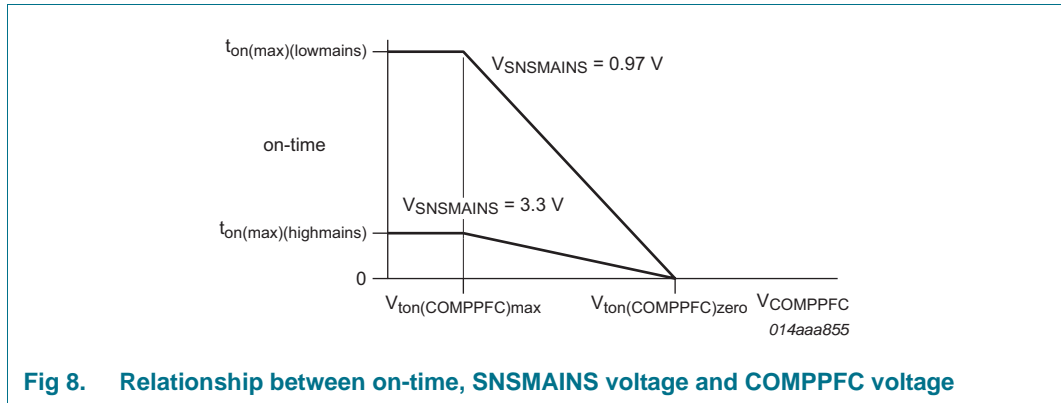 ton(max)(lowmains)
VSNSMAINS = 0.97 V
on-time
VSNSMAINS = 3.3 V
ton(max)(highmains)
0
Vton(COMPPFC)max
Vton(COMPPFC)zero
VCOMPPFC
014aaa855
Fig 8. Relationship between on-time, SNSMAINS voltage and COMPPFC voltage